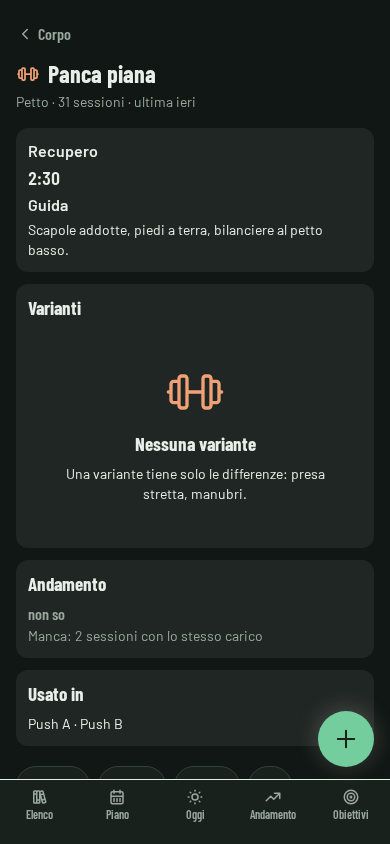 Corpo
Panca piana
Petto · 31 sessioni · ultima ieri
Recupero
2:30
Guida
Scapole addotte, piedi a terra, bilanciere al petto
basso.
Varianti
Nessuna variante
Una variante tiene solo le differenze: presa
stretta, manubri.
Andamento
non so
Manca: 2 sessioni con lo stesso carico
Usato in
Push A · Push B
Elenco
Piano
Oggi
Andamento
Obiettivi